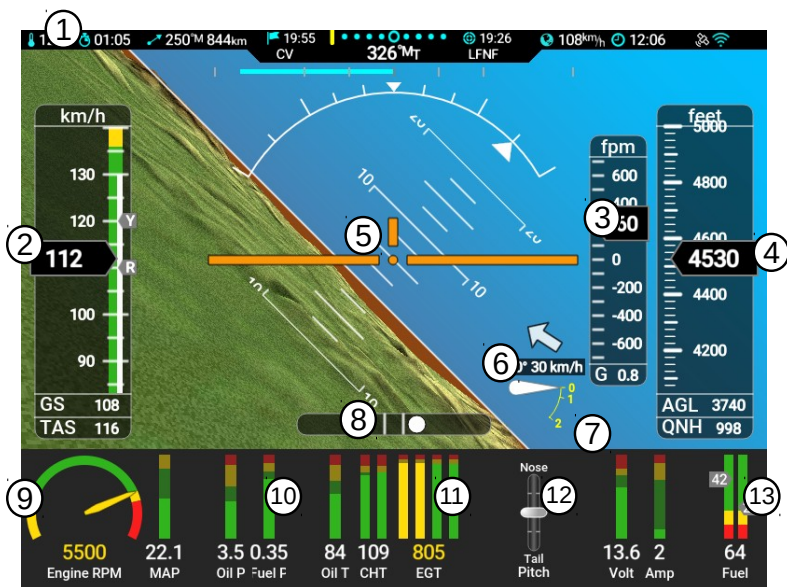 1
01:05
250°M 844km
19:55
CV
326°MT
19:26
LFNF
108km/h
12:06
km/h
130
120
Y
2
112
R
100
90
GS 108
TAS 116
20
20
10
10
5
10
10
fpm
600
400
3
0
-200
-400
-600
G 0.8
feet
5000
4800
4600
4530
4
4400
4200
AGL 3740
QNH 998
6
30 km/h
0
1
2
7
8
9
5500
Engine RPM
22.1
MAP
3.5
Oil P
10
0.35
Fuel P
84
Oil T
109
CHT
11
805
EGT
Nose
12
Tail
Pitch
13.6
Volt
2
Amp
42
13
64
Fuel